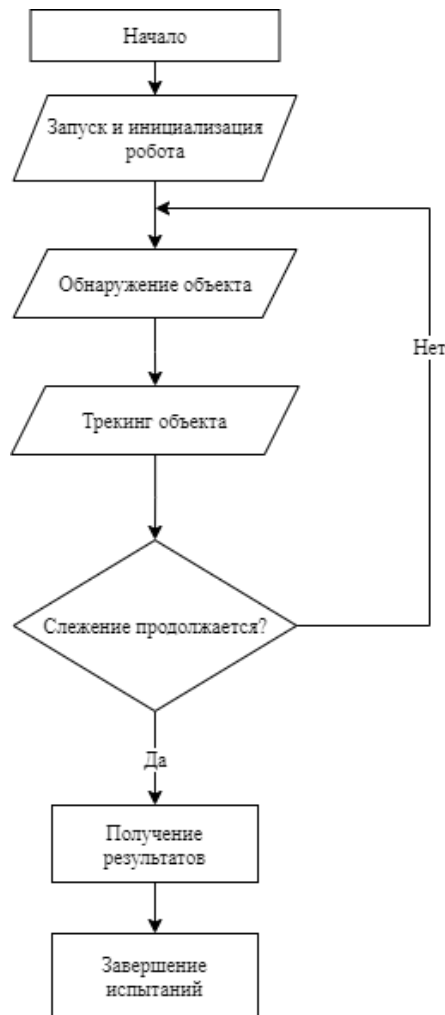 Начало
Запуск и инициализация
робота
Обнаружение объекта
Нет
Трекинг объекта
Слежение продолжается?
Да
Получение
результатов
Завершение
испытаний